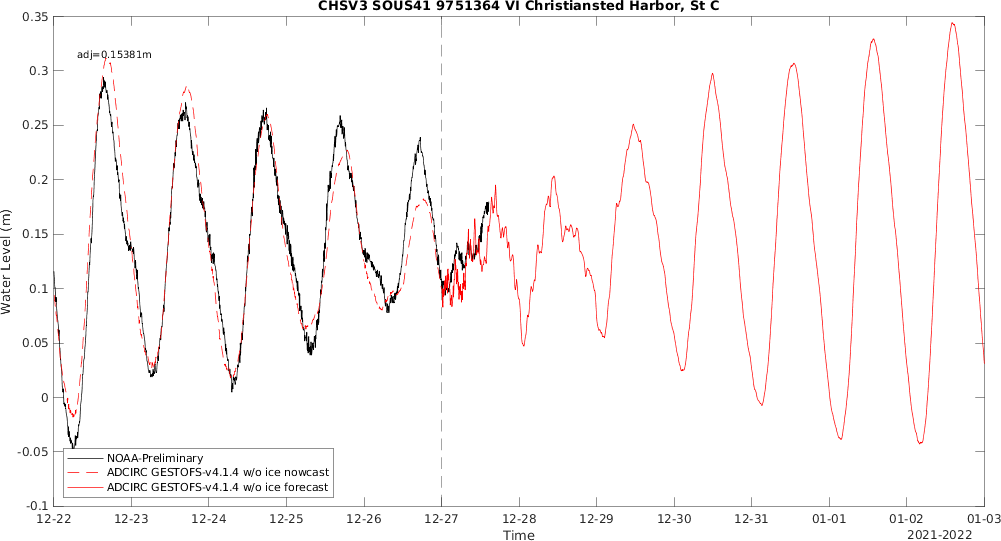 CHSV3 SOUS41 9751364 VI Christiansted Harbor, St C
adj=0.15381m
0.35
0.3
0.25
0.2
0.15
0.1
0.05
0
-0.05
-0.1
Water Level (m)
NOAA-Preliminary
ADCIRC GESTOFS-v4.1.4 w/o ice nowcast
ADCIRC GESTOFS-v4.1.4 w/o ice forecast
12-22 12-23 12-24 12-25 12-26 12-27 12-28 12-29 12-30 12-31 01-01 01-02 01-03
Time
2021-2022